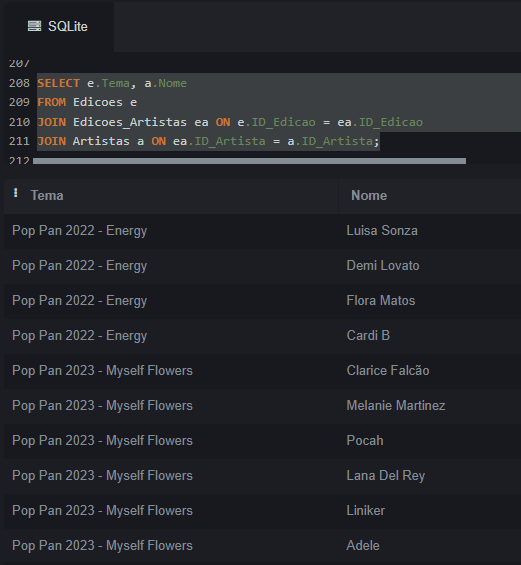 SQLite
207
208 SELECT e.Tema, a.Nome
209 FROM Edicoes e
210 JOIN Edicoes_Artistas ea ON e.ID_Edicao = ea.ID_Edicao
211 JOIN Artistas a ON ea.ID_Artista = a.ID_Artista;
212
Tema Nome
Pop Pan 2022 - Energy Luisa Sonza
Pop Pan 2022 - Energy Demi Lovato
Pop Pan 2022 - Energy Flora Matos
Pop Pan 2022 - Energy Cardi B
Pop Pan 2023 - Myself Flowers Clarice Falcão
Pop Pan 2023 - Myself Flowers Melanie Martinez
Pop Pan 2023 - Myself Flowers Pocah
Pop Pan 2023 - Myself Flowers Lana Del Rey
Pop Pan 2023 - Myself Flowers Liniker
Pop Pan 2023 - Myself Flowers Adele